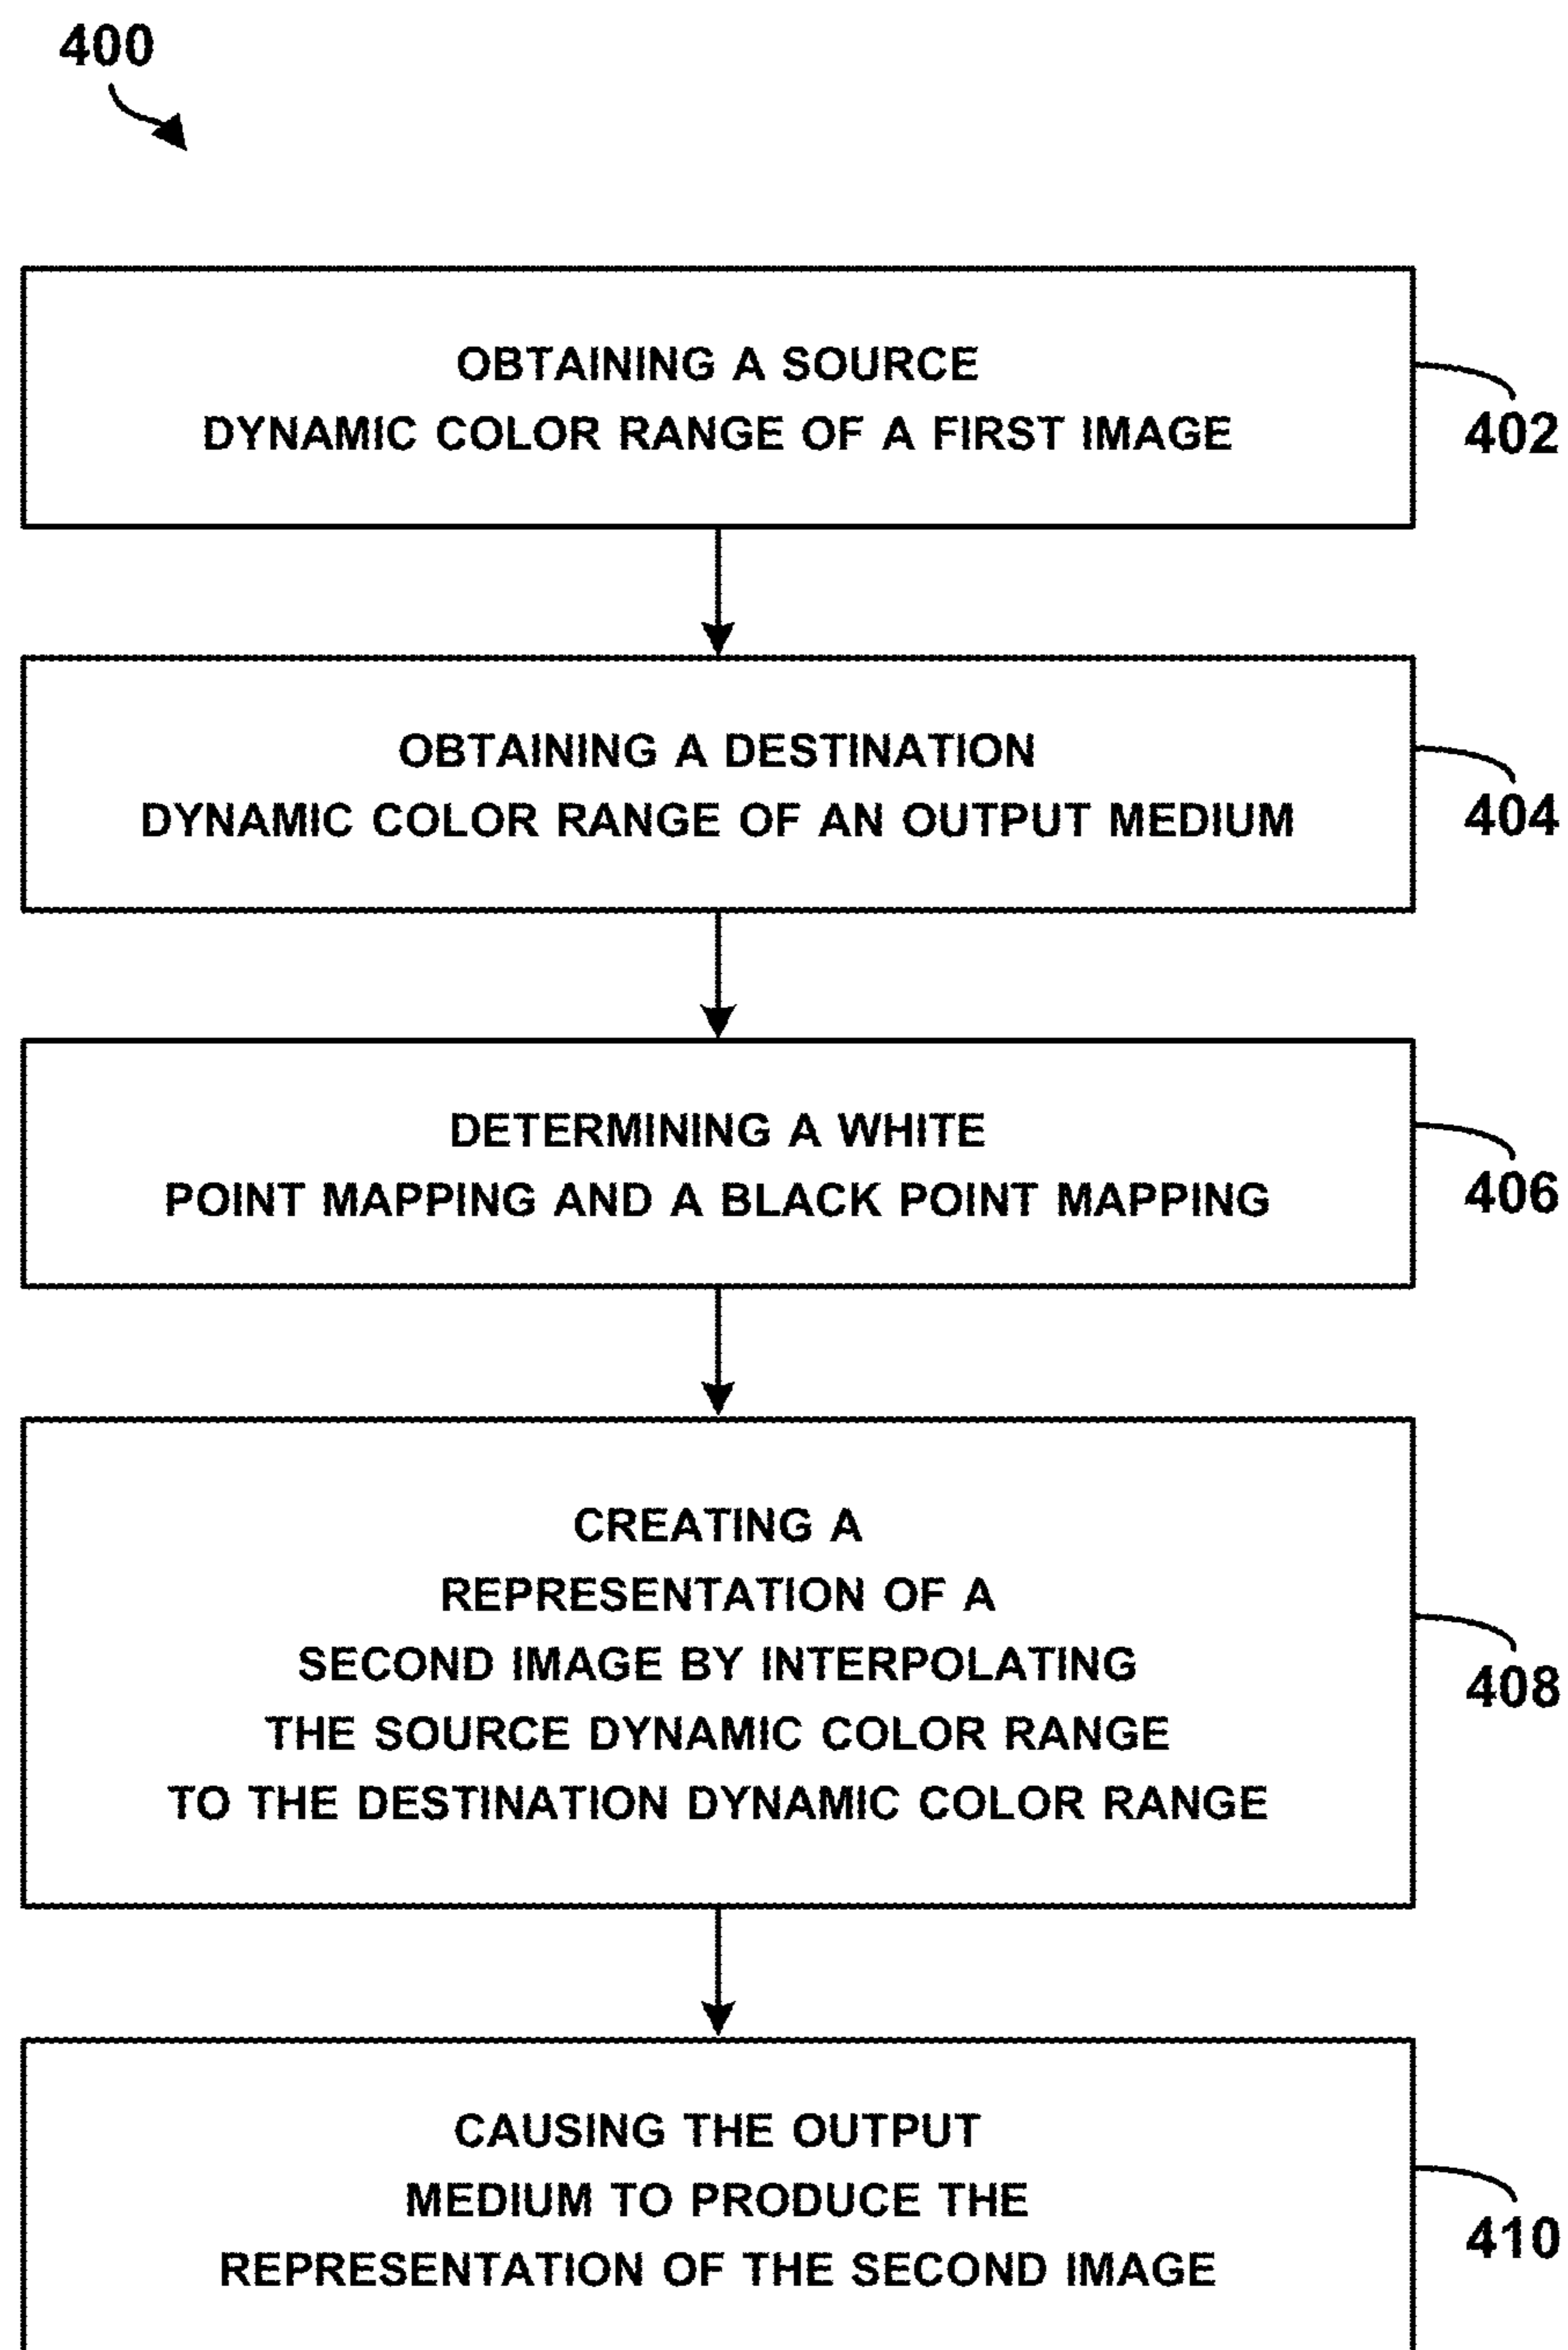 400
OBTAINING A SOURCE
DYNAMIC COLOR RANGE OF A FIRST IMAGE
402
OBTAINING A DESTINATION
DYNAMIC COLOR RANGE OF AN OUTPUT MEDIUM
404
DETERMINING A WHITE
POINT MAPPING AND A BLACK POINT MAPPING
406
CREATING A
REPRESENTATION OF A
SECOND IMAGE BY INTERPOLATING
THE SOURCE DYNAMIC COLOR RANGE
TO THE DESTINATION DYNAMIC COLOR RANGE
408
CAUSING THE OUTPUT
MEDIUM TO PRODUCE THE
REPRESENTATION OF THE SECOND IMAGE
410